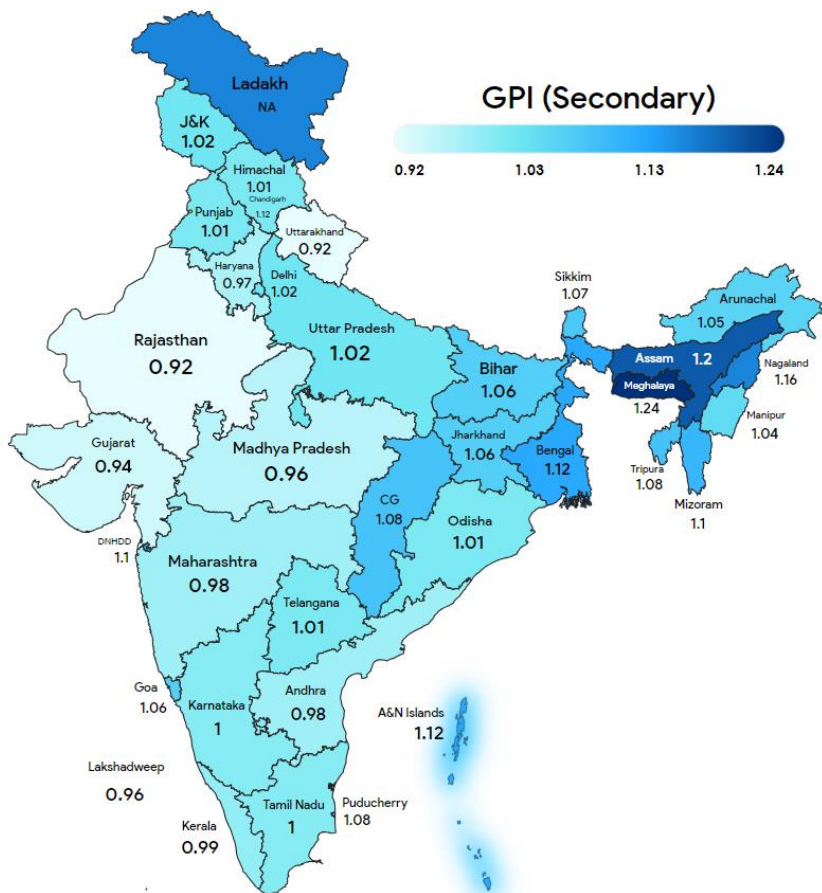 GPI (Secondary)
0.92
1.03
1.13
1.24
Ladakh
NA
J&K
1.02
Himachal
1.01
Chandigarh
1.12
Punjab
1.01
Uttarakhand
0.92
Haryana
0.97
Delhi
1.02
Sikkim
1.07
Arunachal
1.05
Rajasthan
0.92
Uttar Pradesh
1.02
Bihar
1.06
Assam 1.2
Nagaland
1.16
Meghalaya
1.24
Manipur
1.04
Gujarat
0.94
Madhya Pradesh
0.96
Jharkhand
1.06
Bengal
1.12
Tripura
1.08
Mizoram
1.1
CG
1.08
Odisha
1.01
DNHDD
1.1
Maharashtra
0.98
Telangana
1.01
Goa
1.06
Karnataka
1
Andhra
0.98
A&N Islands
1.12
Lakshadweep
0.96
Tamil Nadu
1
Puducherry
1.08
Kerala
0.99